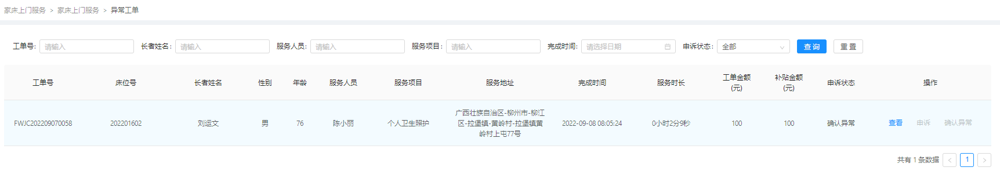 家床上门服务 > 家床上门服务 > 异常工单
工单号: 请输入 长者姓名: 请输入 服务人员: 请输入 服务项目: 请输入 完成时间: 请选择日期 申诉状态: 全部 查 询 重 置
工单号 床位号 长者姓名 性别 年龄 服务人员 服务项目 服务地址 完成时间 服务时长 工单金额 补贴金额 申诉状态 操作
(元) (元)
广西壮族自治区-柳州市-柳江
FWJC202209070058 202201602 刘运文 男 76 陈小丽 个人卫生照护 区-拉堡镇-黄岭村-拉堡镇黄 2022-09-08 08:05:24 0小时2分9秒 100 100 确认异常 查看 申诉 确认异常
岭村上屯77号
共有 1 条数据 < 1 >